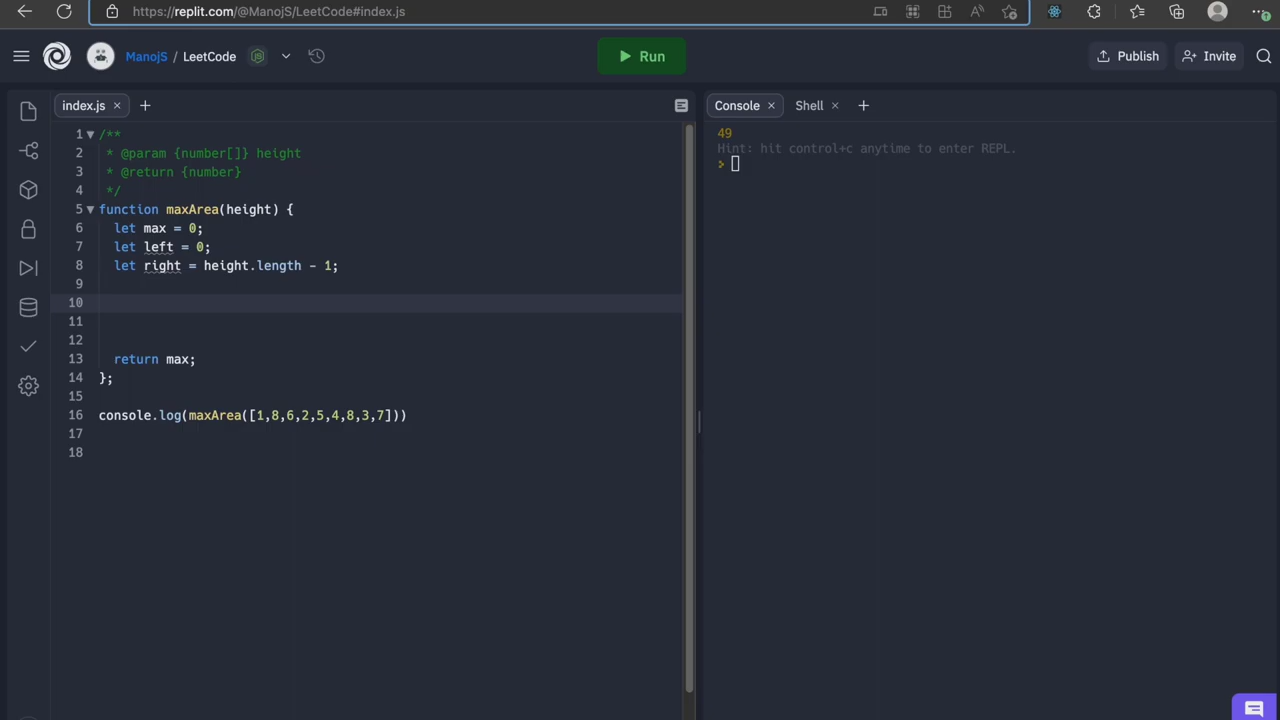 https://replit.com/@ManojS/LeetCode#index.js
ManojS / LeetCode
Run
Publish
Invite
index.js
1 /**
2 * @param {number[]} height
3 * @return {number}
4 */
5 function maxArea(height) {
6 let max = 0;
7 let left = 0;
8 let right = height.length - 1;
9
10
11
12
13 return max;
14 };
15
16 console.log(maxArea([1,8,6,2,5,4,8,3,7]))
17
18
Console
Shell
49
Hint: hit control+c anytime to enter REPL.
>